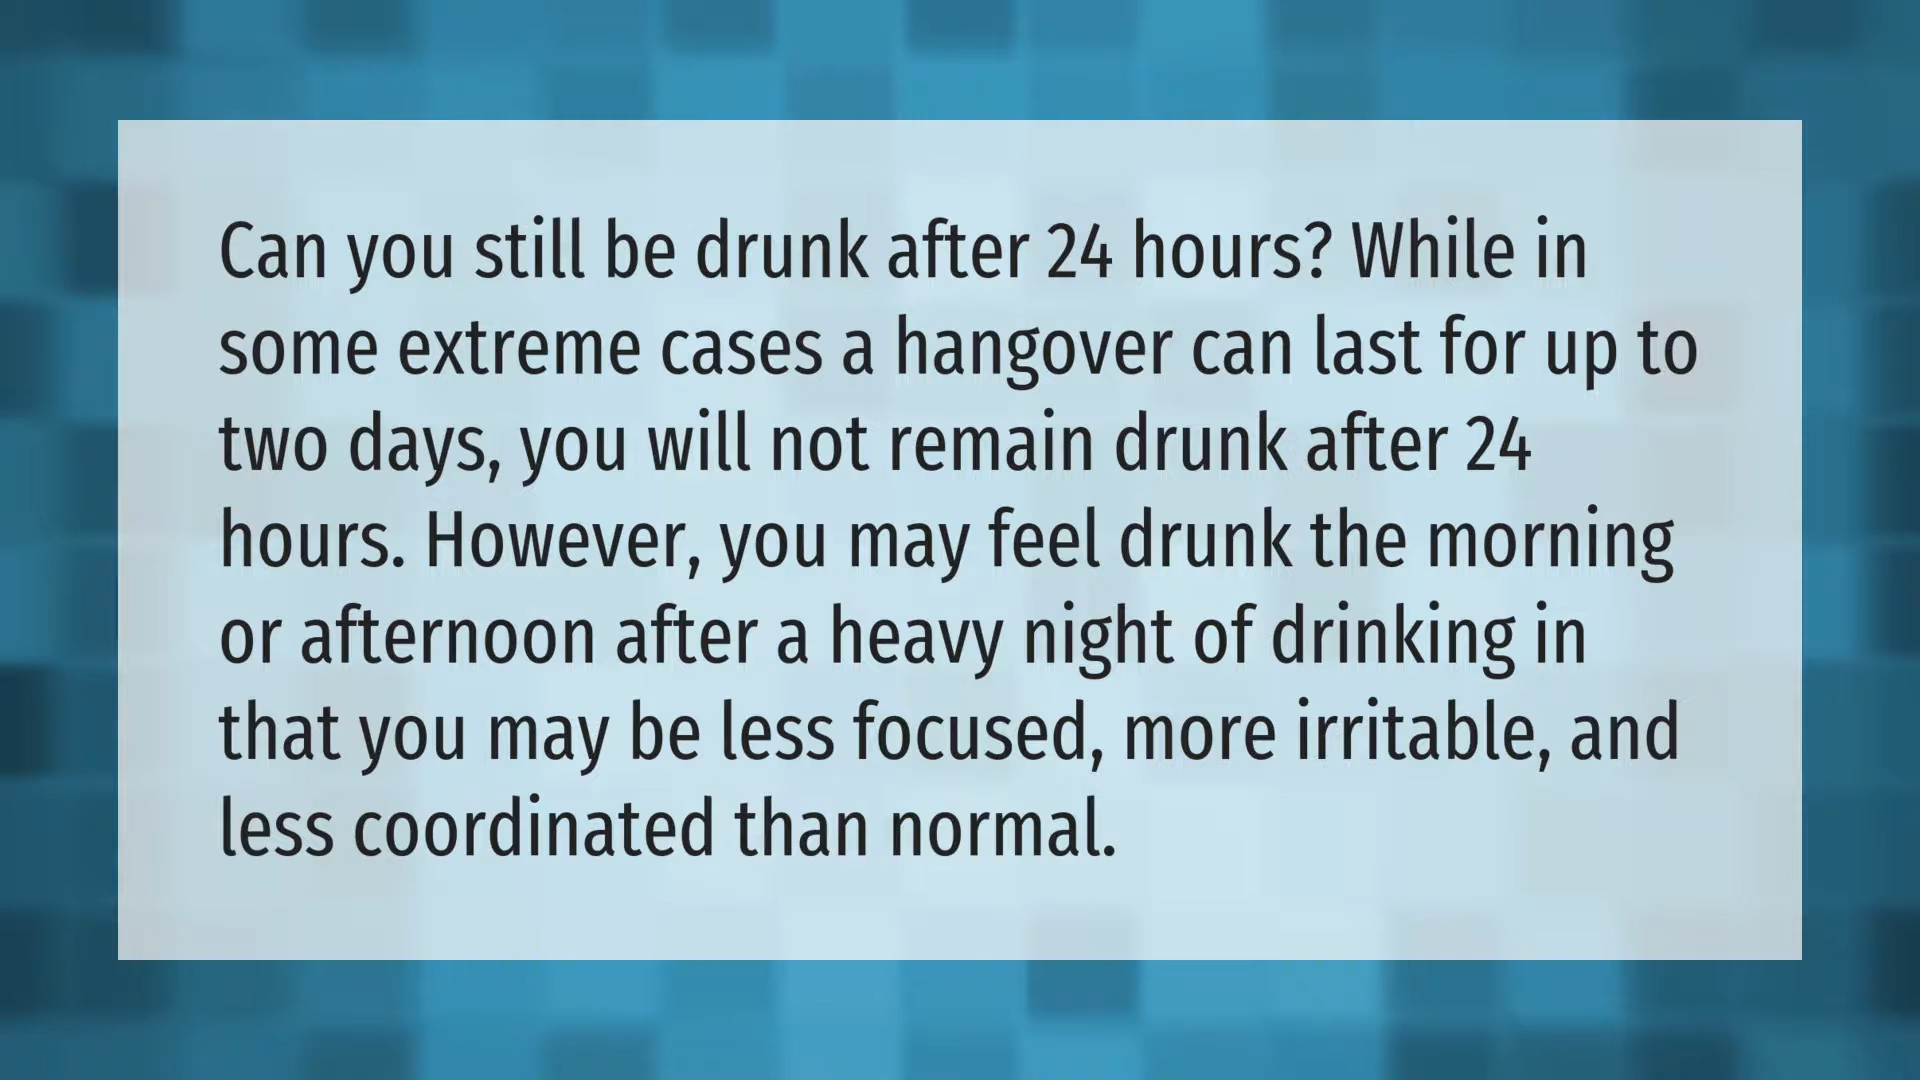 Can you still be drunk after 24 hours? While in
some extreme cases a hangover can last for up to
two days, you will not remain drunk after 24
hours. However, you may feel drunk the morning
or afternoon after a heavy night of drinking in
that you may be less focused, more irritable, and
less coordinated than normal.